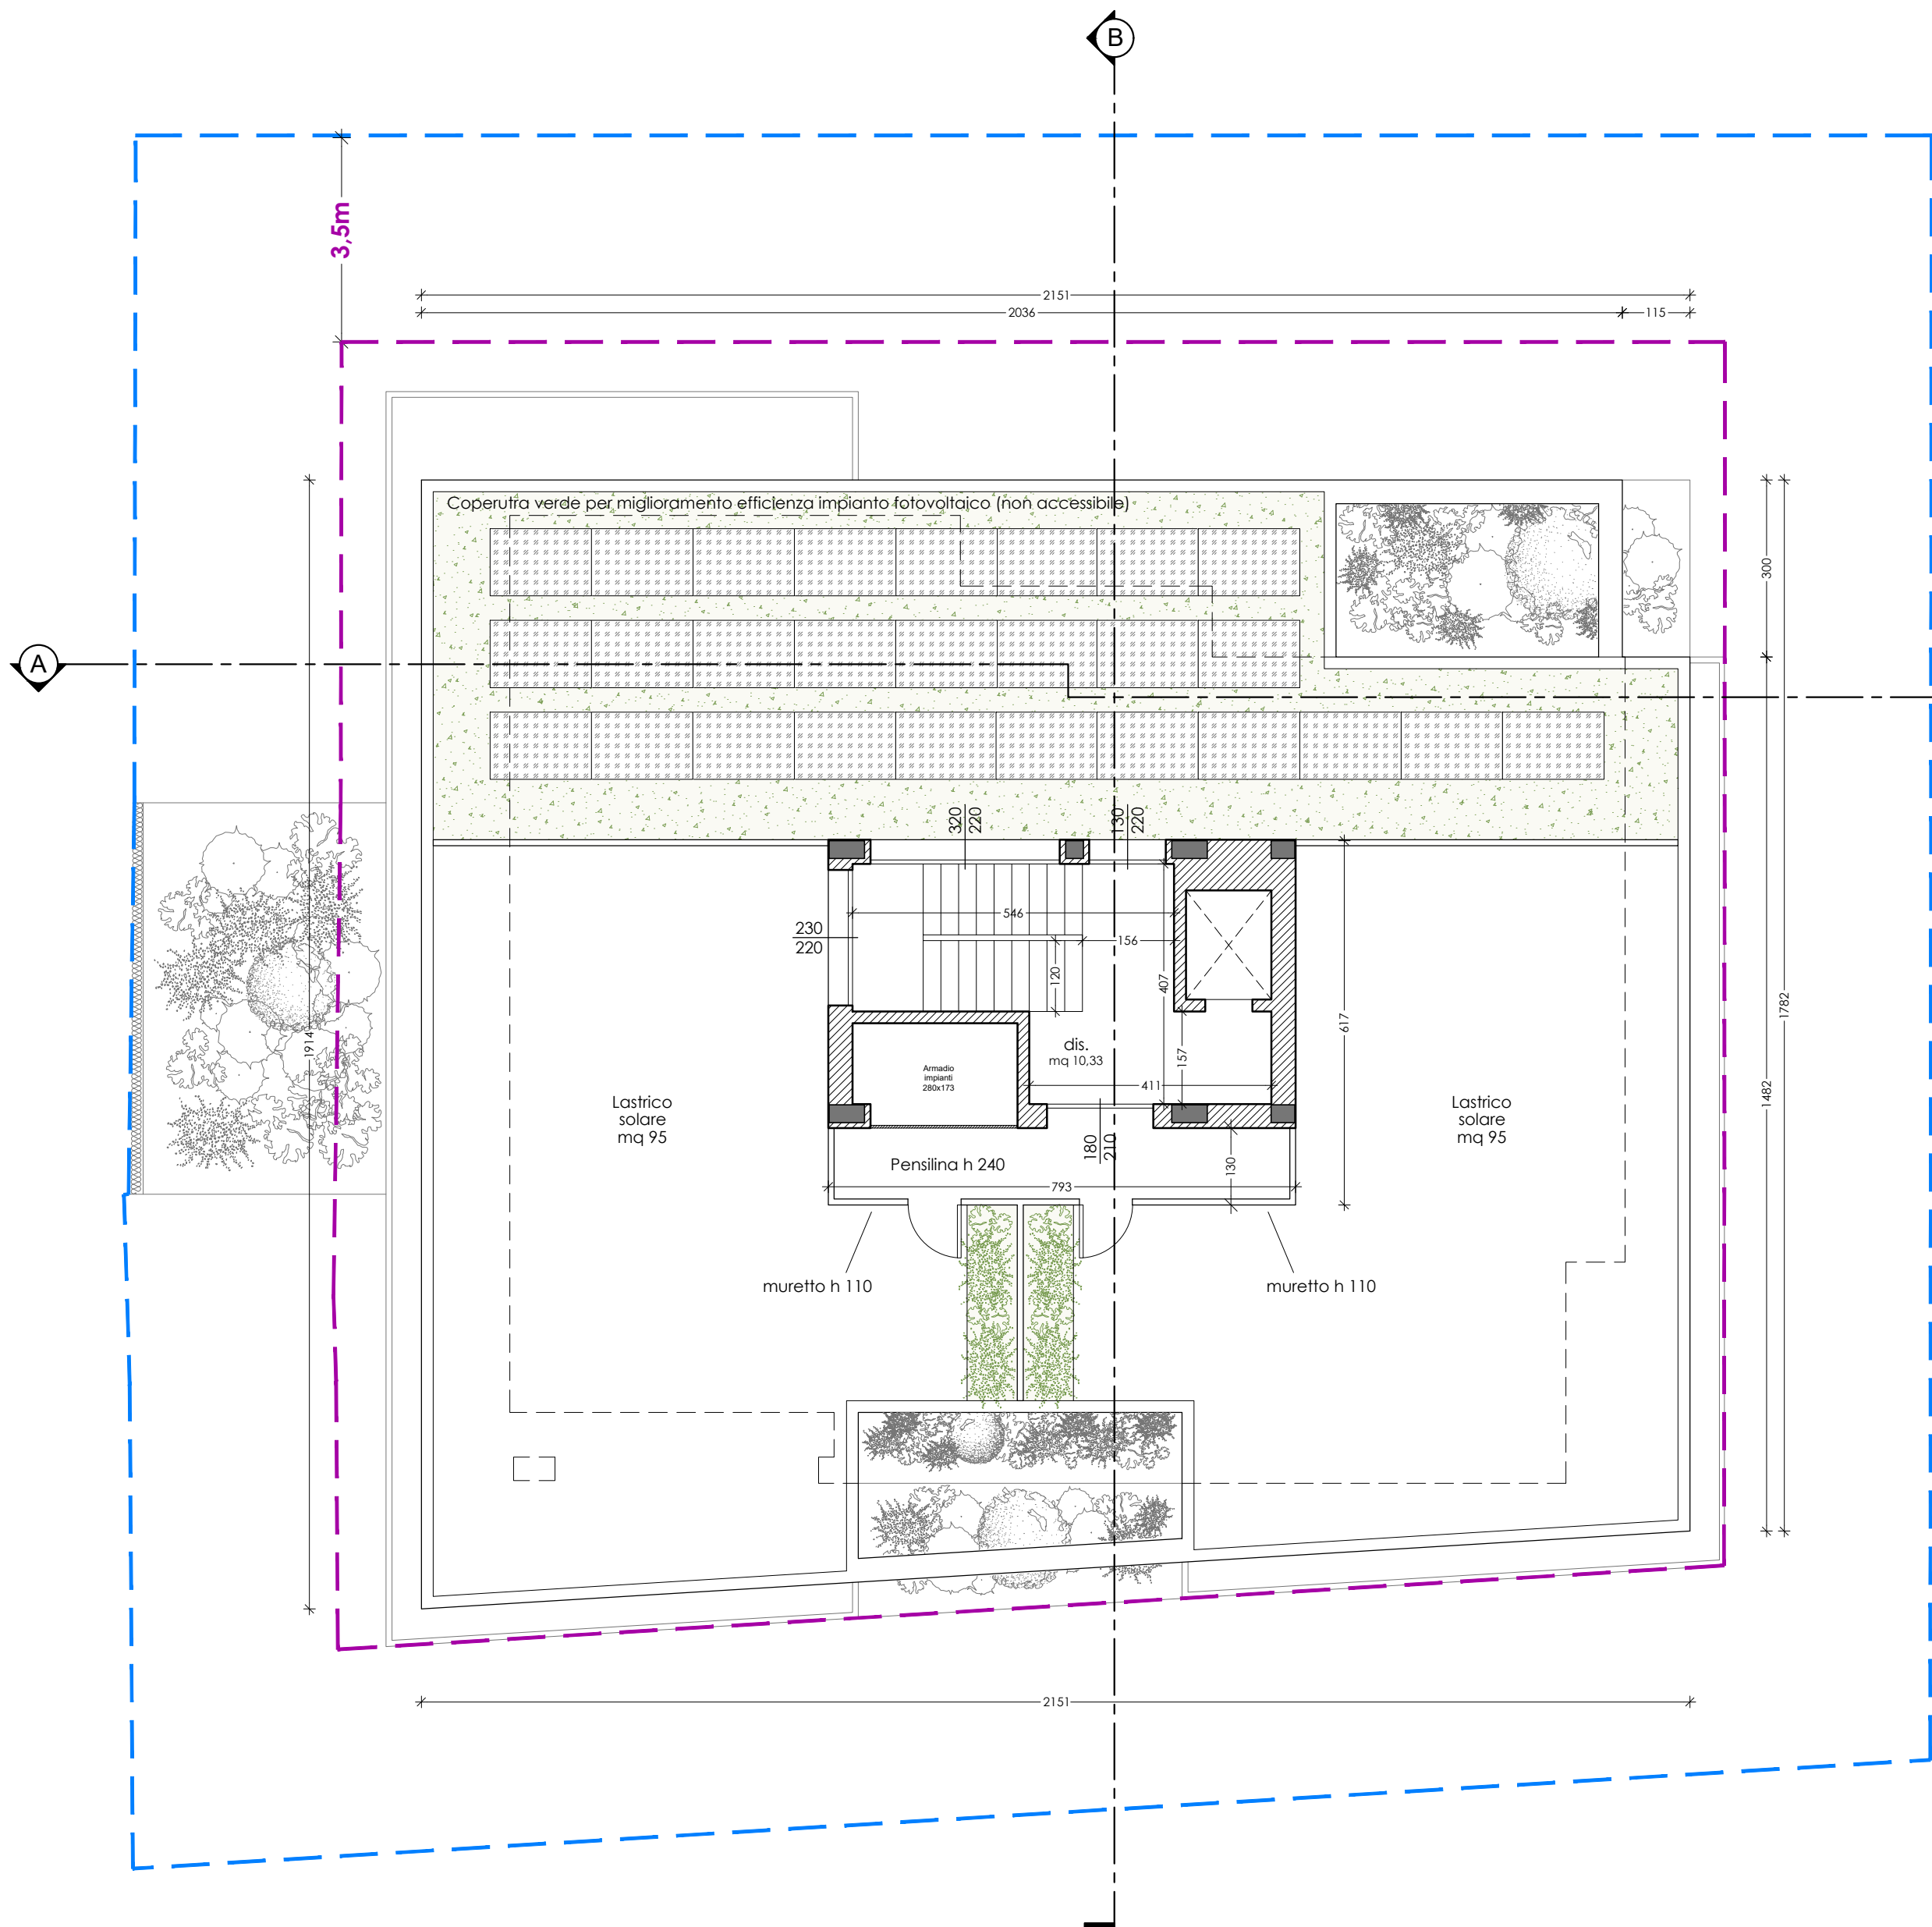 B
3,5m
2151
2036
115
Coperutra verde per miglioramento efficienza impianto fotovoltaico (non accessibile)
300
A
320
220
130
220
546
230
220
156
120
407
1782
617
1914
dis.
mq 10,33
157
Armadio
impianti
280x173
411
1482
Lastrico
solare
mq 95
Lastrico
solare
mq 95
180
210
Pensilina h 240
130
793
muretto h 110
muretto h 110
2151